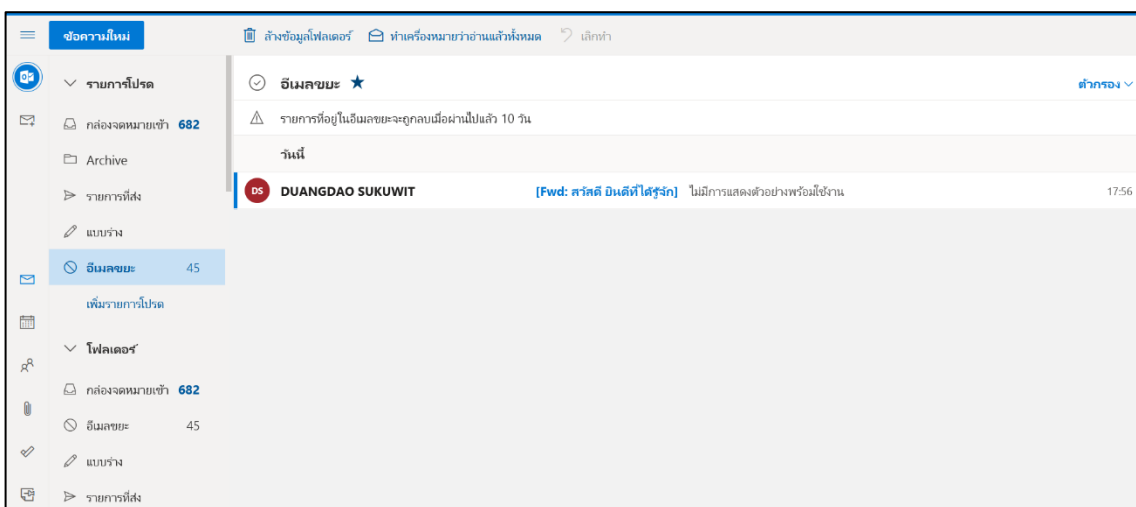 ข้อความใหม่
ล้างข้อมูลโฟลเดอร์ ทำเครื่องหมายว่าอ่านแล้วทั้งหมด เลิกทำ
รายการโปรด
กล่องจดหมายเข้า 682
Archive
รายการที่ส่ง
แบบร่าง
อีเมลขยะ 45
เพิ่มรายการโปรด
โฟลเดอร์
กล่องจดหมายเข้า 682
อีเมลขยะ 45
แบบร่าง
รายการที่ส่ง
อีเมลขยะ ★
ตัวกรอง
รายการที่อยู่ในอีเมลขยะจะถูกลบเมื่อผ่านไปแล้ว 10 วัน
วันนี้
DS DUANGDAO SUKUWIT [Fwd: สวัสดี ยินดีที่ได้รู้จัก] ไม่มีการแสดงตัวอย่างพร้อมใช้งาน 17:56